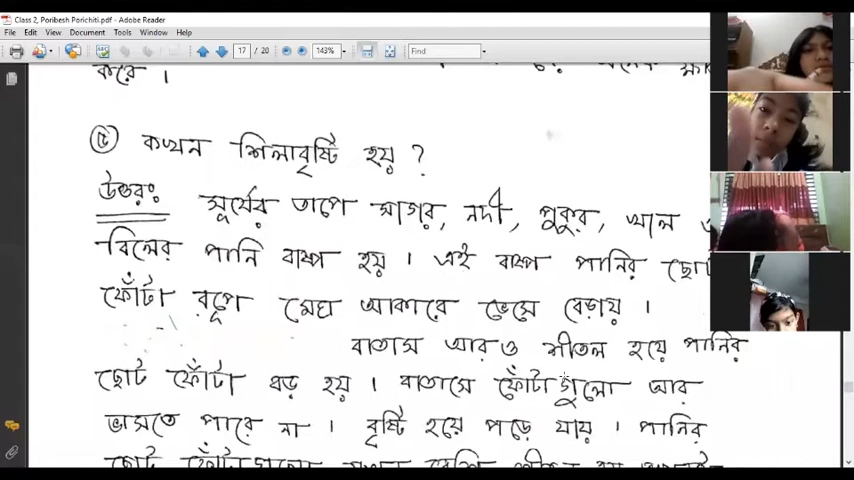 Class 2, Poribesh Porichiti.pdf - Adobe Reader
File Edit View Document Tools Window Help
17 / 20 143% Find
করে ।
৫ কখন শিলাবৃষ্টি হয় ?
উত্তরঃ সূর্যের তাপে সাগর, নদী, পুকুর, খাল
বিলের পানি বাষ্প হয় । এই বাষ্প পানির ছোট
ফোঁটা রূপে মেঘ আকারে ভেসে বেড়ায় ।
বাতাস আরও শীতল হয়ে পানির
ছোট ফোঁটা বড় হয় । বাতাসে ফোঁটাগুলো আর
ভাসতে পারে না । বৃষ্টি হয়ে পড়ে যায় । পানির
ছোট ফোঁটাগুলো